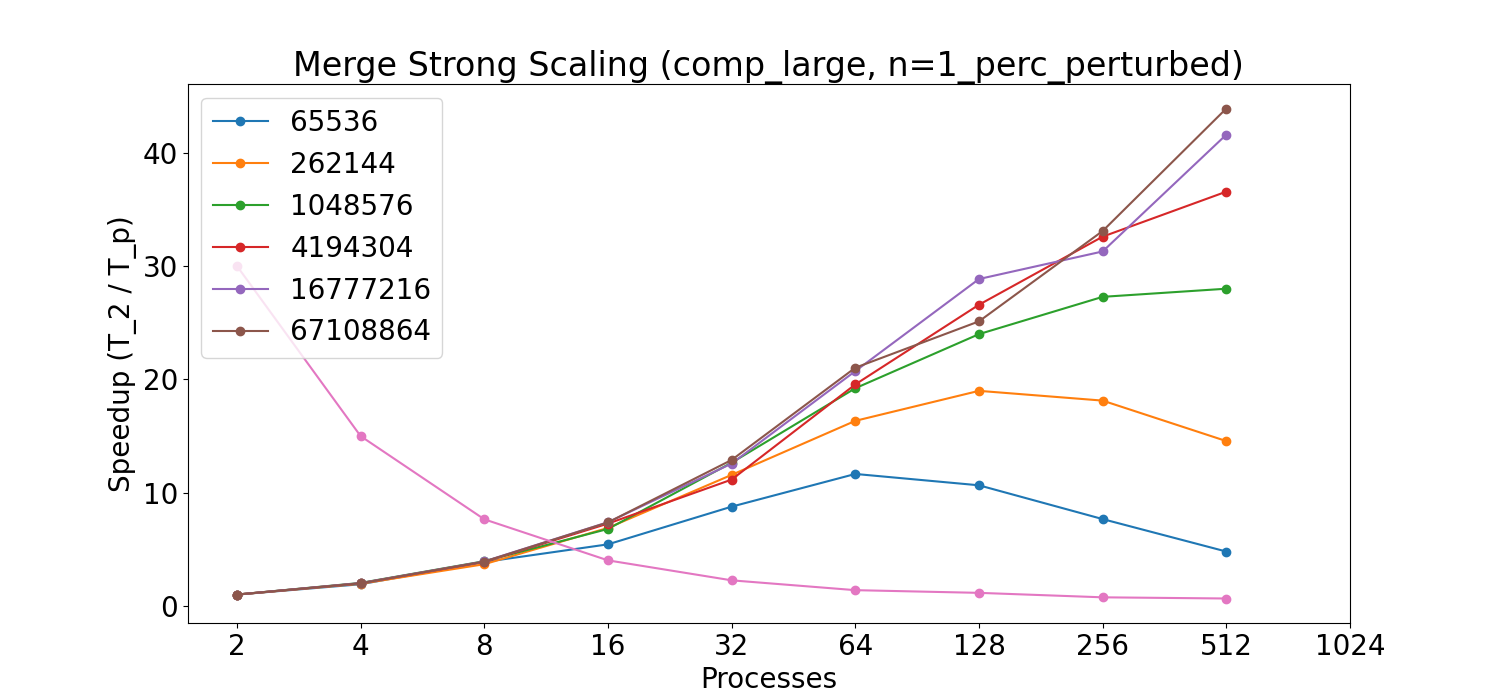 Merge Strong Scaling (comp_large, n=1_perc_perturbed)
65536
262144
1048576
4194304
16777216
67108864
Speedup (T_2 / T_p)
40
30
20
10
0
2 4 8 16 32 64 128 256 512 1024
Processes